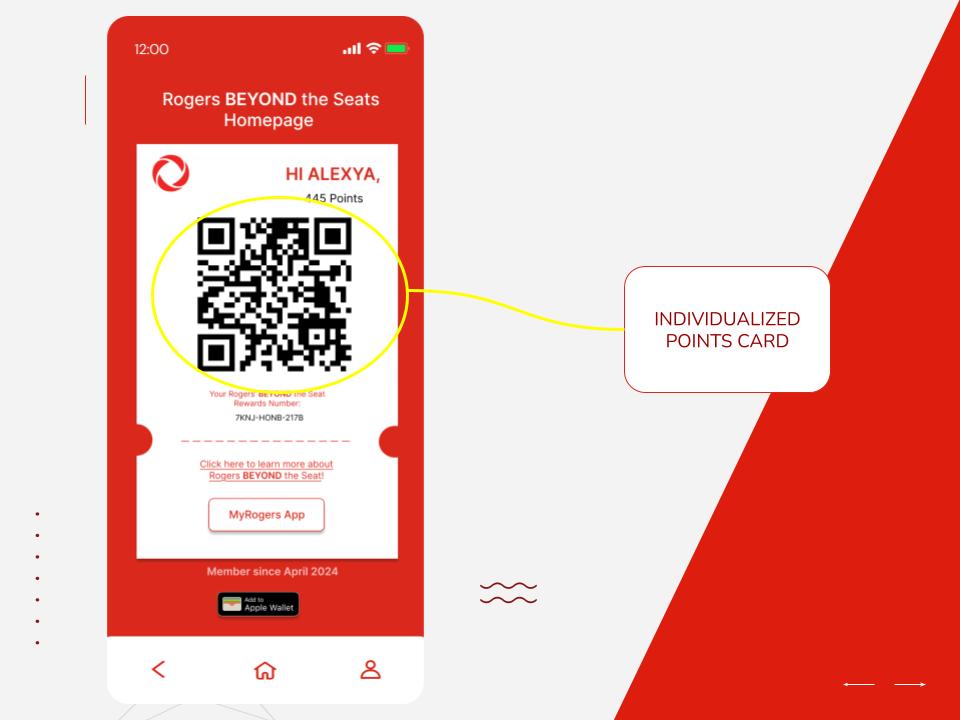 12:00
Rogers BEYOND the Seats
Homepage
HI ALEXYA,
445 Points
Your Rogers' BEYOND the Seat
Rewards Number:
7KNJ-HONB-217B
Click here to learn more about
Rogers BEYOND the Seat!
MyRogers App
Member since April 2024
Add to
Apple Wallet
INDIVIDUALIZED
POINTS CARD